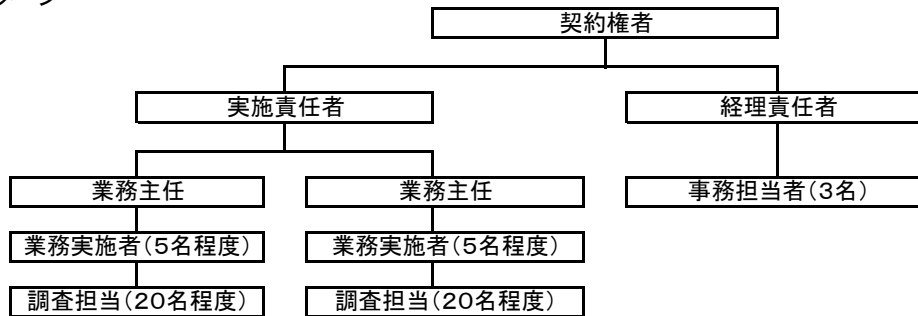 契約権者
実施責任者
経理責任者
業務主任
業務主任
事務担当者(3名)
業務実施者(5名程度)
業務実施者(5名程度)
調査担当(20名程度)
調査担当(20名程度)